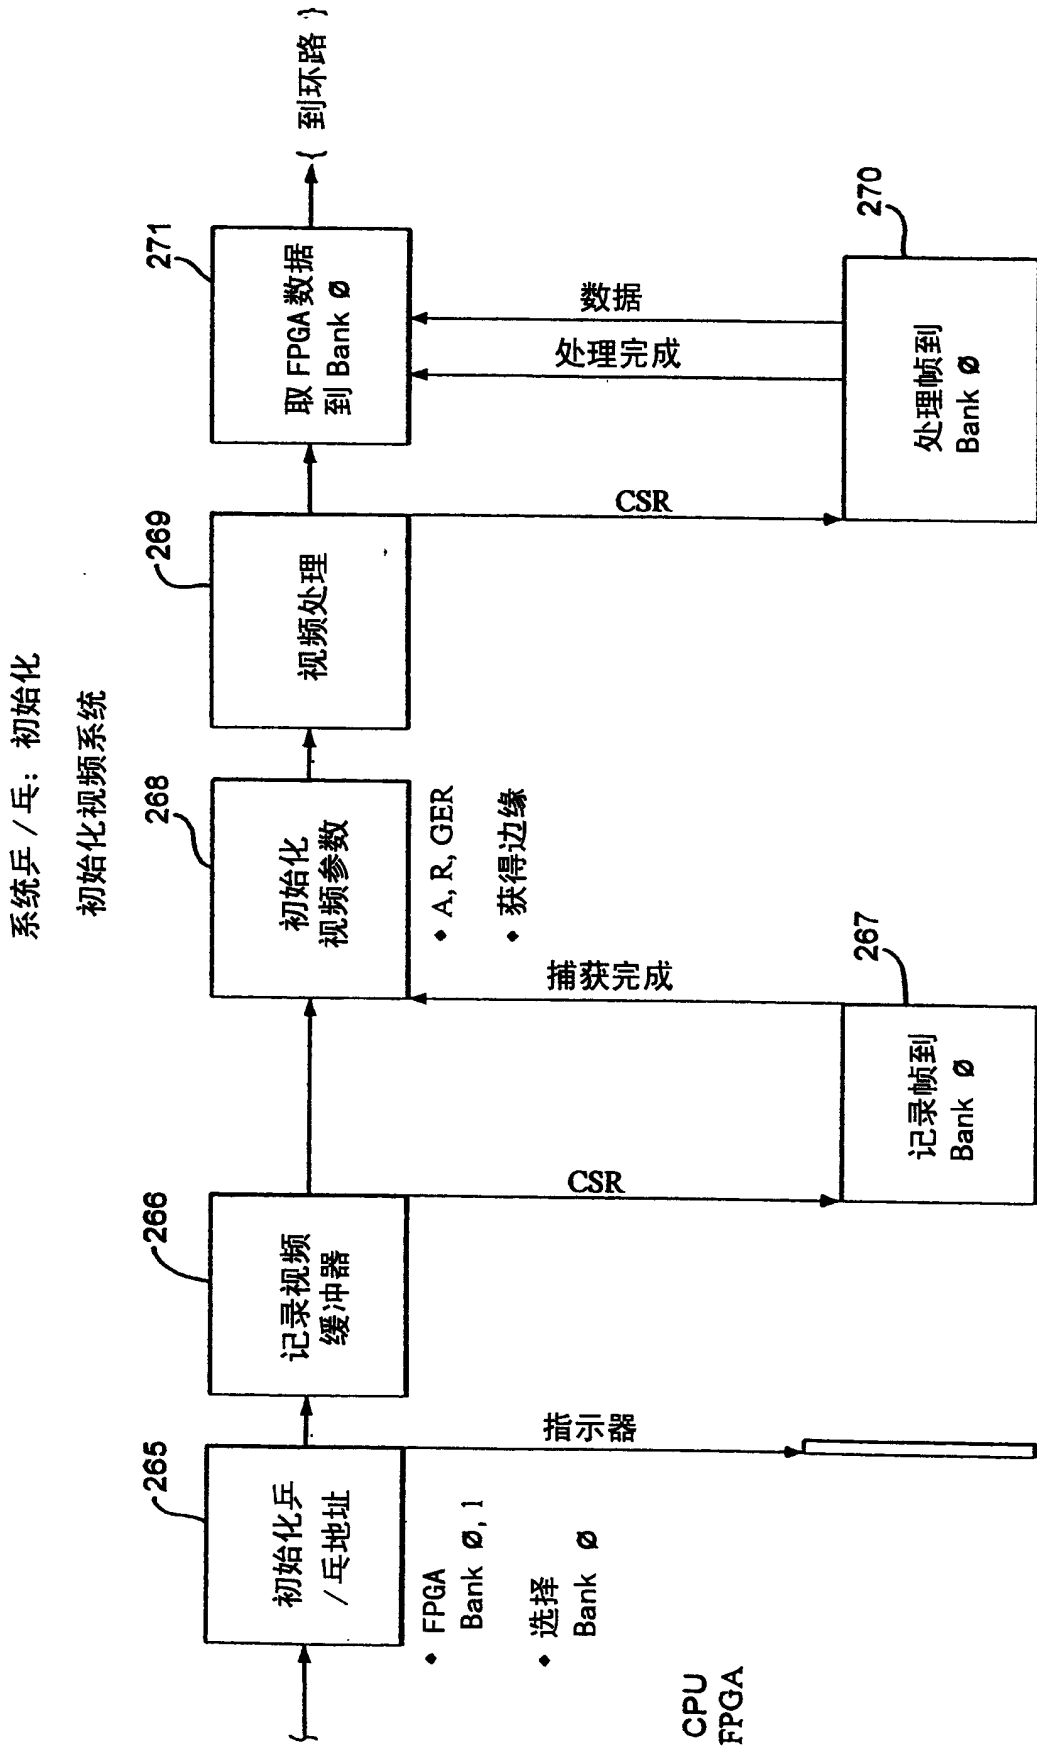 系统乒/乓: 初始化
初始化视频系统
265
初始化乒
/乓地址
266
记录视频
缓冲器
268
初始化
视频参数
269
视频处理
271
取 FPGA 数据
到 Bank Ø
{ 到环路 }
• FPGA
Bank Ø, 1
• 选择
Bank Ø
• A, R, GER
• 获得边缘
指示器
CSR
捕获完成
CSR
处理完成
数据
CPU
FPGA
267
记录帧到
Bank Ø
270
处理帧到
Bank Ø